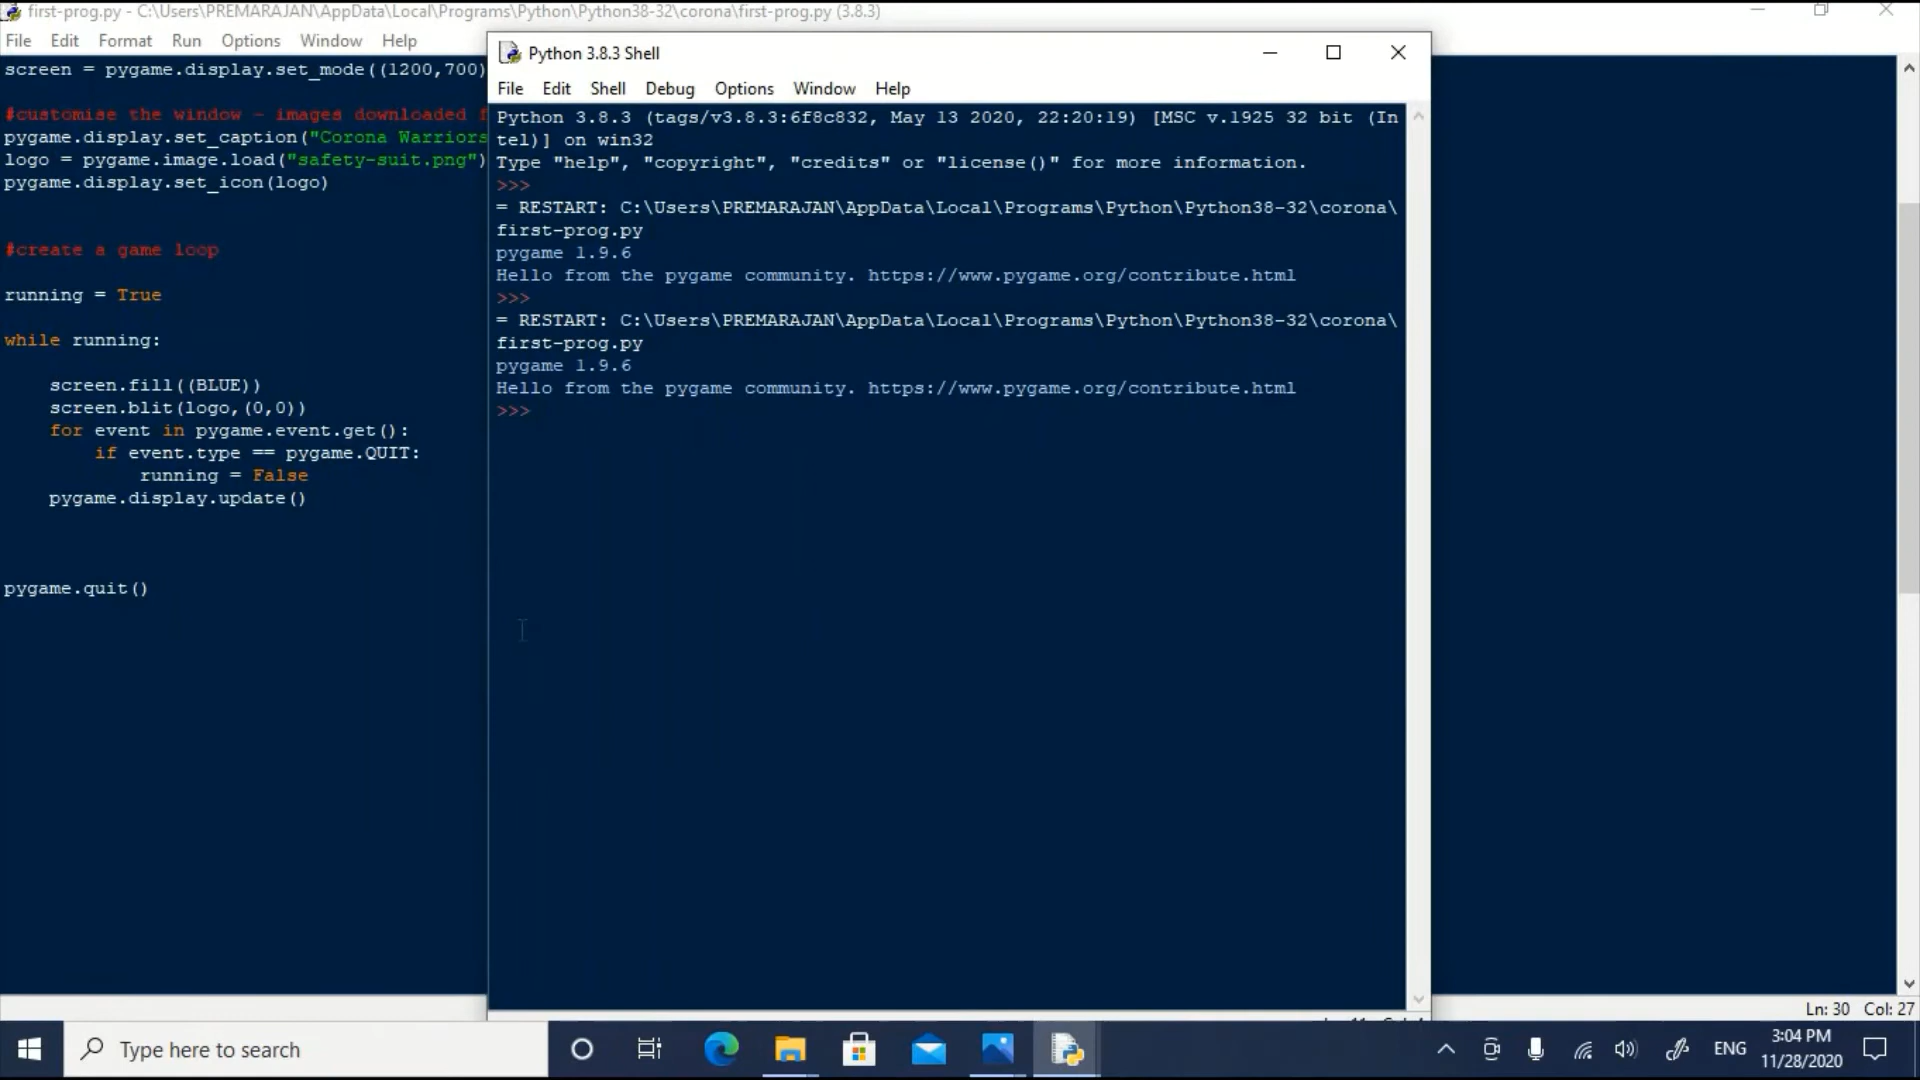 first-prog.py - C:\Users\PREMARAJAN\AppData\Local\Programs\Python\Python38-32\corona\first-prog.py (3.8.3)
File Edit Format Run Options Window Help
screen = pygame.display.set_mode((1200,700)
#customise the window - images downloaded
pygame.display.set_caption("Corona Warriors
logo = pygame.image.load("safety-suit.png")
pygame.display.set_icon(logo)
#create a game loop
running = True
while running:
screen.fill((BLUE))
screen.blit(logo,(0,0))
for event in pygame.event.get():
if event.type == pygame.QUIT:
running = False
pygame.display.update()
pygame.quit()
Python 3.8.3 Shell
File Edit Shell Debug Options Window Help
Python 3.8.3 (tags/v3.8.3:6f8c832, May 13 2020, 22:20:19) [MSC v.1925 32 bit (In
tel)] on win32
Type "help", "copyright", "credits" or "license()" for more information.
>>>
= RESTART: C:\Users\PREMARAJAN\AppData\Local\Programs\Python\Python38-32\corona\
first-prog.py
pygame 1.9.6
Hello from the pygame community. https://www.pygame.org/contribute.html
>>>
= RESTART: C:\Users\PREMARAJAN\AppData\Local\Programs\Python\Python38-32\corona\
first-prog.py
pygame 1.9.6
Hello from the pygame community. https://www.pygame.org/contribute.html
>>>
Ln: 30 Col: 27
Type here to search
ENG
3:04 PM
11/28/2020